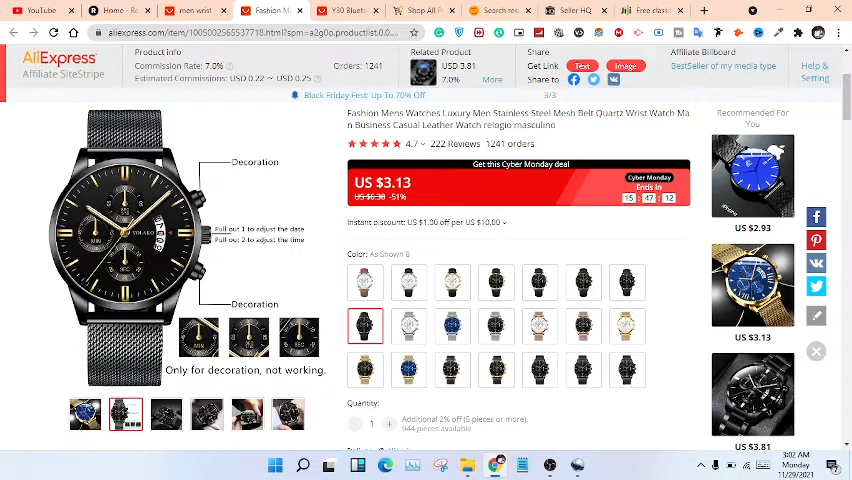 YouTube
Home - R
men wrist
Fashion M
Y30 Blueto
Shop All Pr
Search res
Seller HQ
Free classi
aliexpress.com/item/1005002565537718.html?spm=a2g0o.productlist.0.0....
AliExpress
Affiliate SiteStripe
Product info
Commission Rate: 7.0%
Estimated Commissions: USD 0.22 ~ USD 0.25
Orders: 1241
Related Product
USD 3.81
7.0%
More
Share
Get Link
Text
Image
Share to
Affiliate Billboard
BestSeller of my media type
Help &
Setting
Black Friday Fest: Up To 70% Off
3/3
Decoration
Pull out 1 to adjust the date
Pull out 2 to adjust the time
Decoration
YOLAKO
MIN
SEC
MIN
SEC
Only for decoration, not working.
Fashion Mens Watches Luxury Men Stainless Steel Mesh Belt Quartz Wrist Watch Ma
n Business Casual Leather Watch relogio masculino
4.7
222 Reviews
1241 orders
Get this Cyber Monday deal
US $3.13
US $6.38 -51%
Cyber Monday
Ends in
15 : 47 : 12
Instant discount: US $1.00 off per US $10.00
Color: As Shown 8
Quantity:
1
Additional 2% off (5 pieces or more)
944 pieces available
Recommended For
You
US $2.93
US $3.13
US $3.81
3:02 AM
Monday
11/29/2021